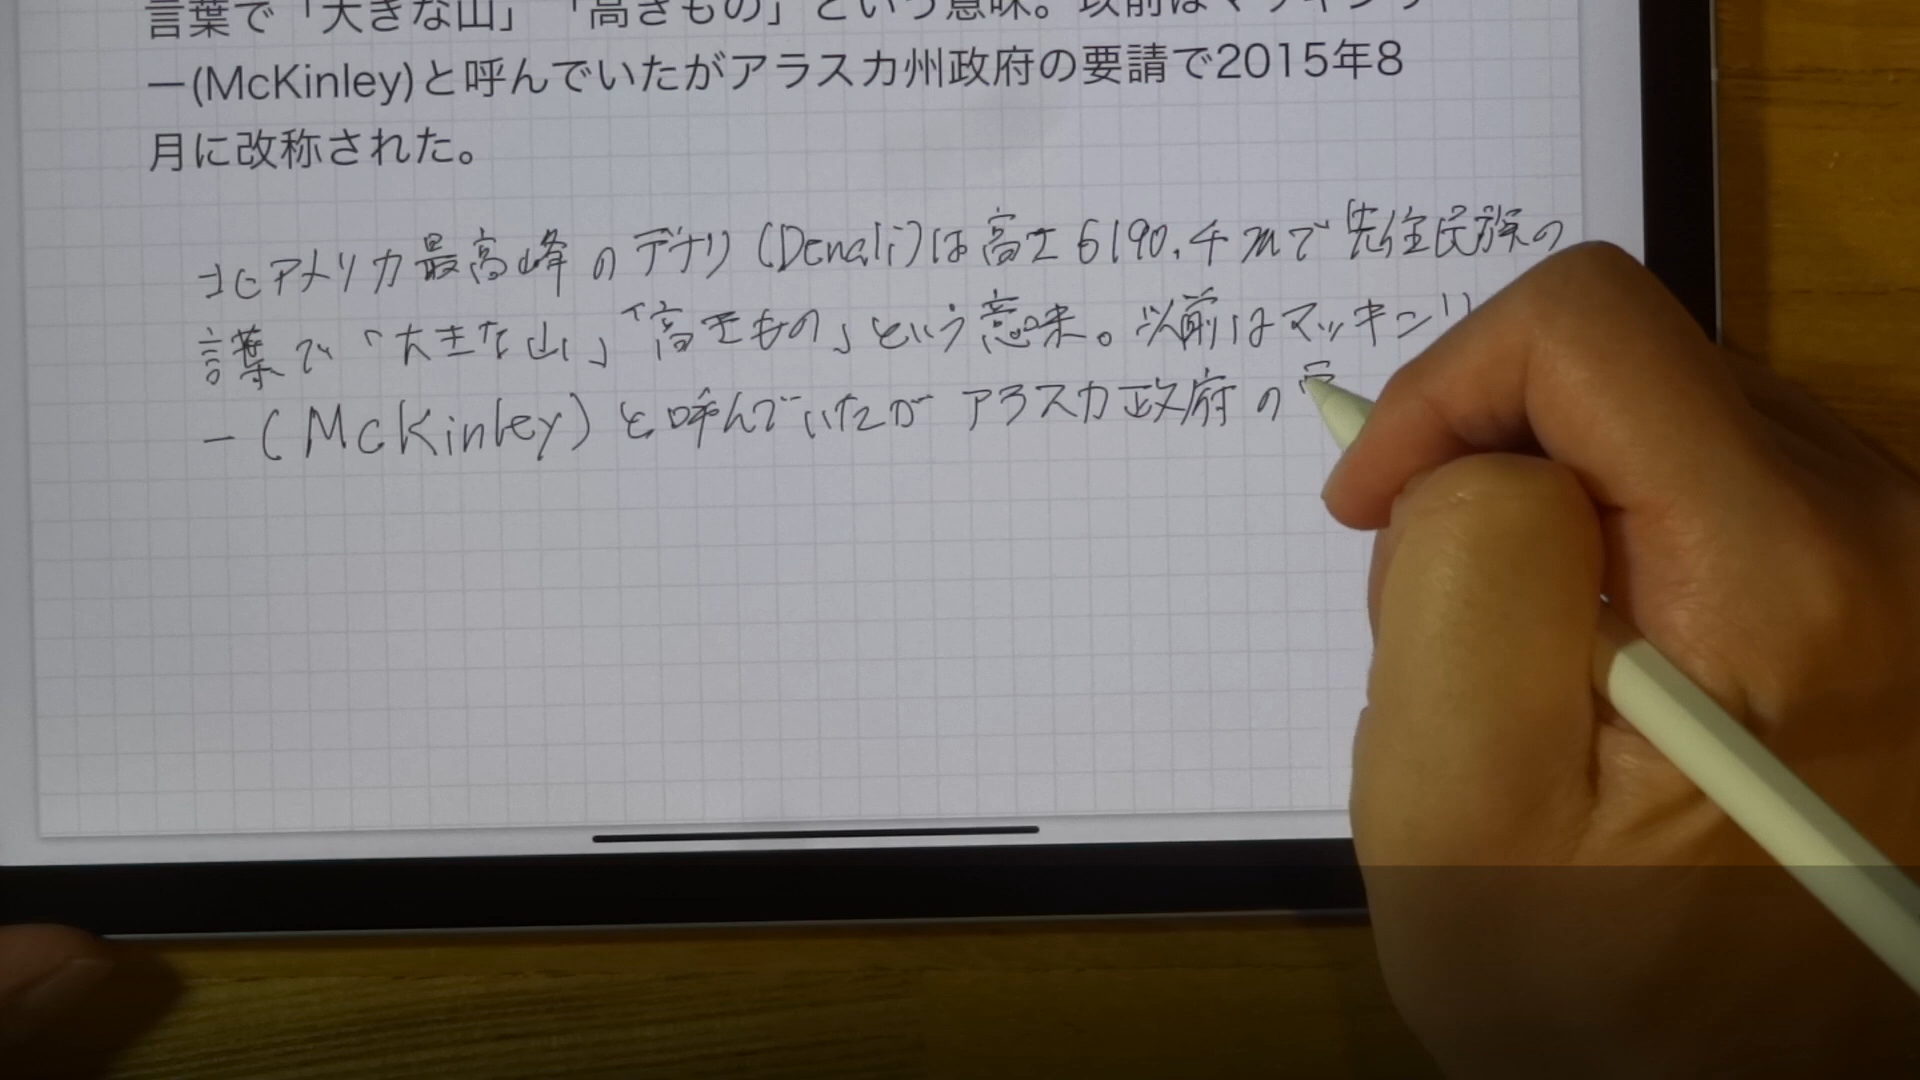 言葉で「大きな山」「高きもの」という意味。以前はマッキンリ
ー(McKinley)と呼んでいたがアラスカ州政府の要請で2015年8
月に改称された。
北アメリカ最高峰のデナリ(Denali)は高さ6190.4mで先住民族の
言葉で「大きな山」「高きもの」という意味。以前はマッキンリ
ー(McKinley)と呼んでいたがアラスカ政府の